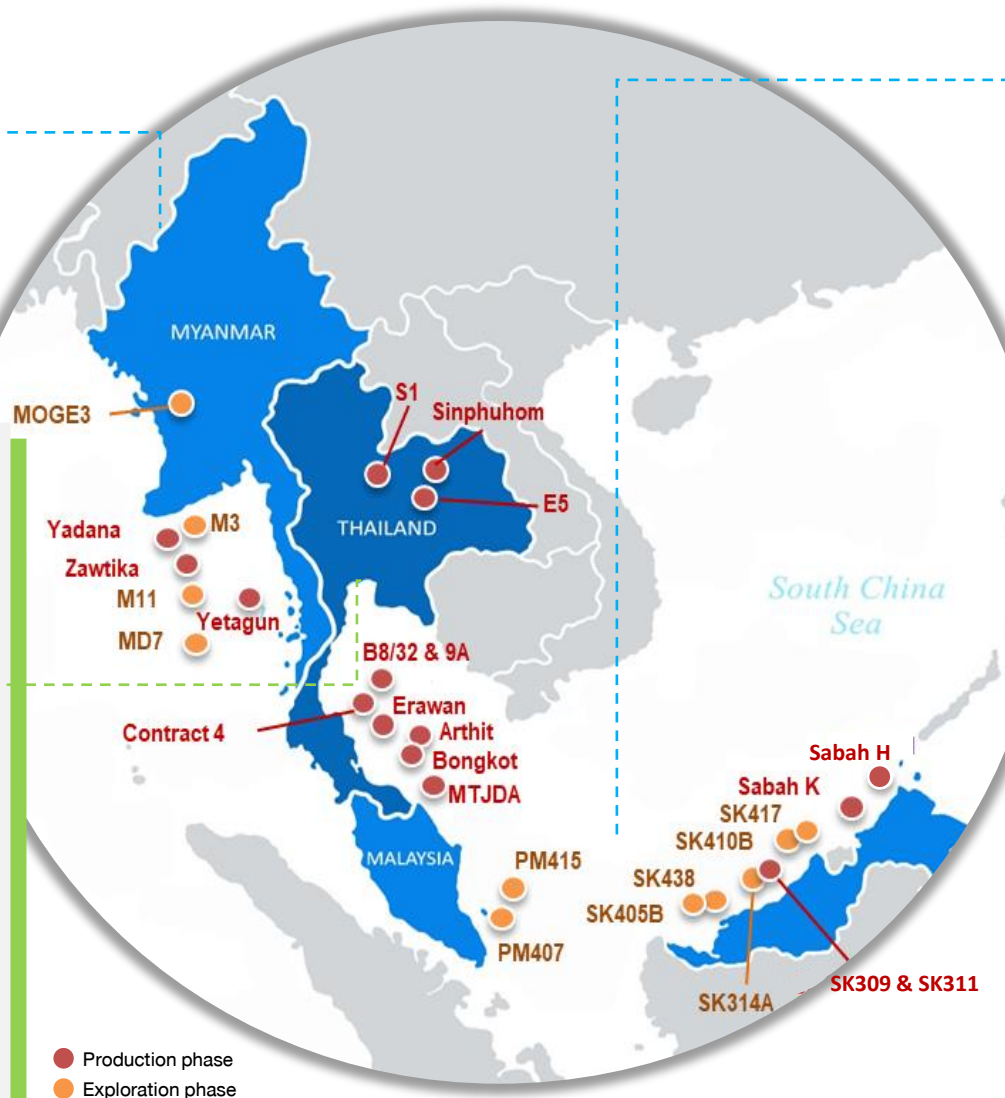 MYANMAR
MOGE3
S1
Sinphuhom
E5
THAILAND
M3
Yadana
Zawtika
M11
Yetagun
MD7
South China
Sea
B8/32 & 9A
Contract 4
Erawan
Arthit
Bongkot
MTJDA
Sabah H
Sabah K
SK417
SK410B
MALAYSIA
PM415
SK438
SK405B
PM407
SK309 & SK311
SK314A
Production phase
Exploration phase